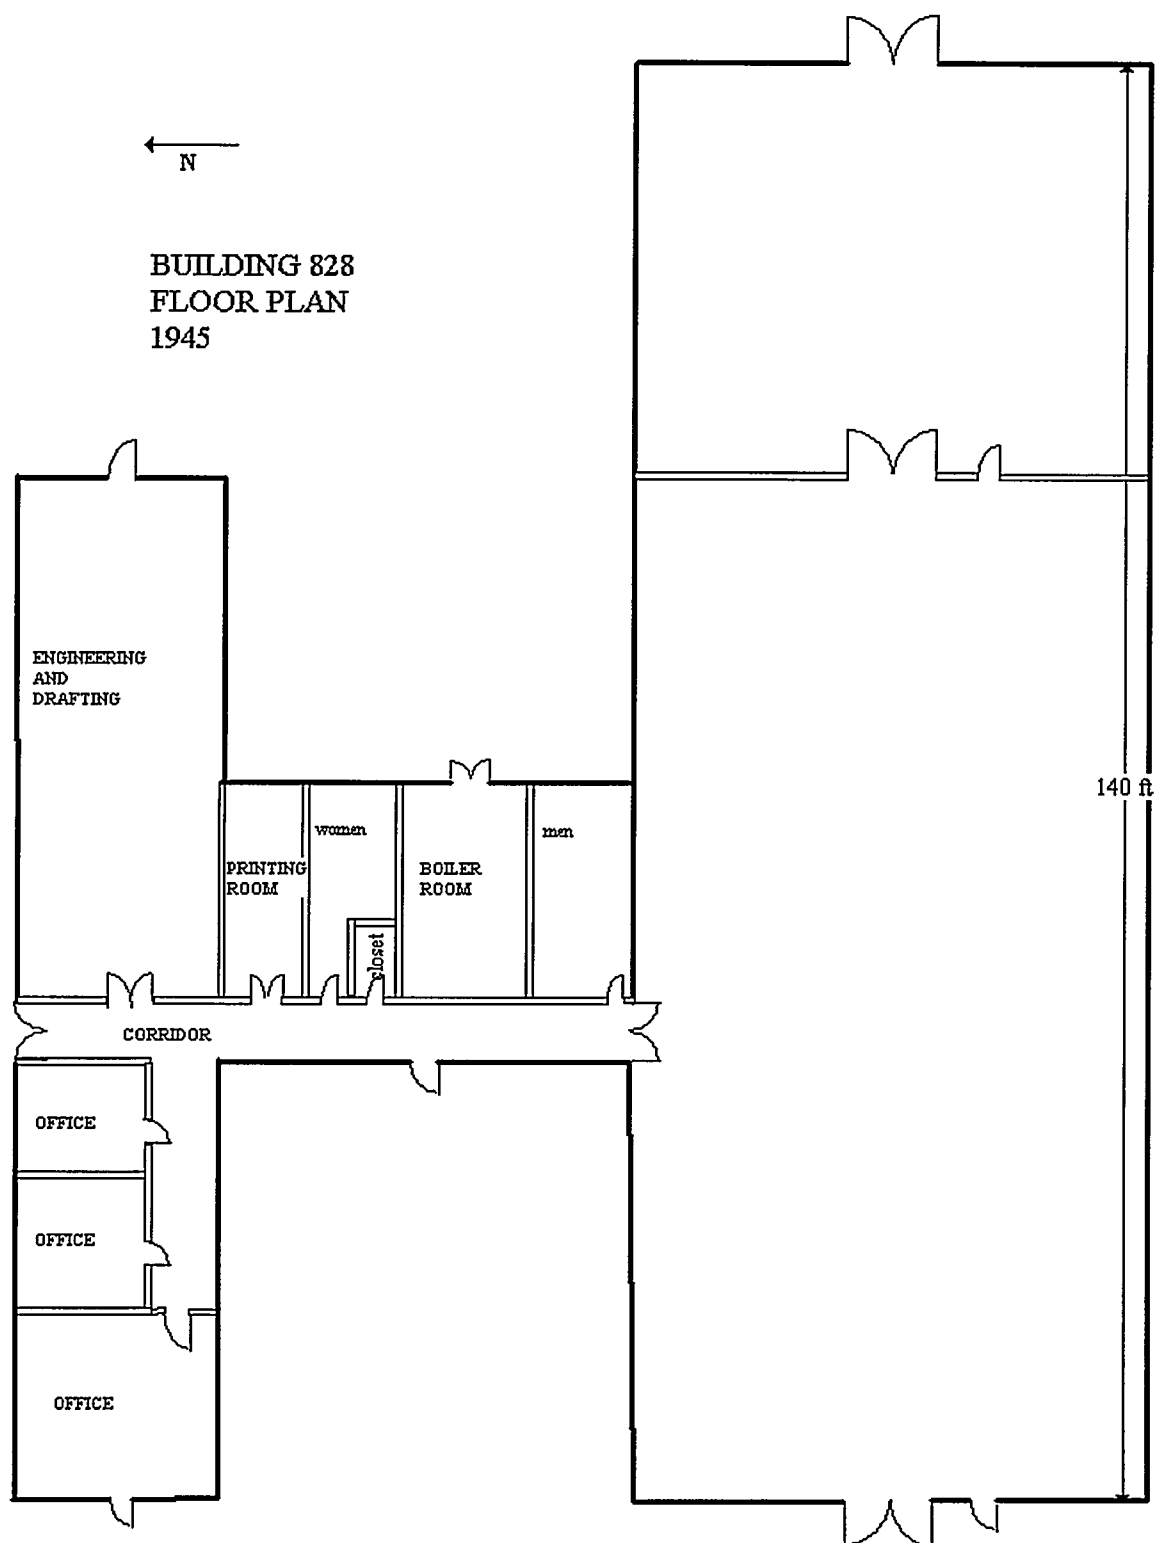 N
BUILDING 828
FLOOR PLAN
1945
ENGINEERING
AND
DRAFTING
140 ft
women
men
PRINTING
ROOM
BOILER
ROOM
closet
CORRIDOR
OFFICE
OFFICE
OFFICE